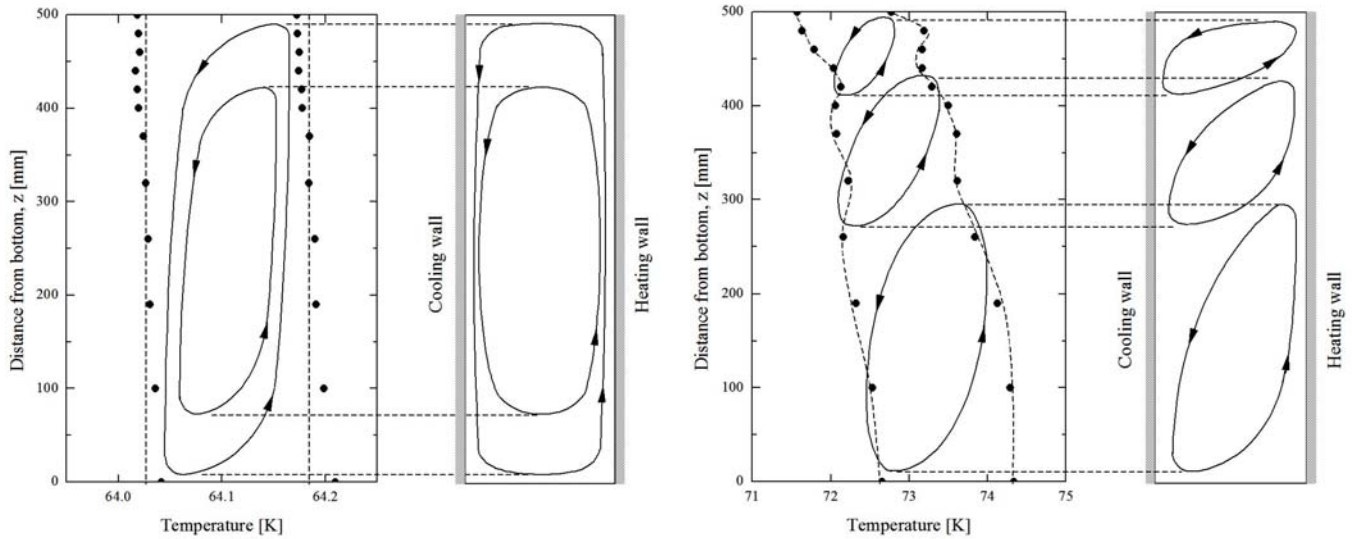 500
400
300
200
100
0
Distance from bottom, z [mm]
64.0
64.1
64.2
Temperature [K]
Cooling wall
Heating wall
500
400
300
200
100
0
Distance from bottom, z [mm]
71
72
73
74
75
Temperature [K]
Cooling wall
Heating wall